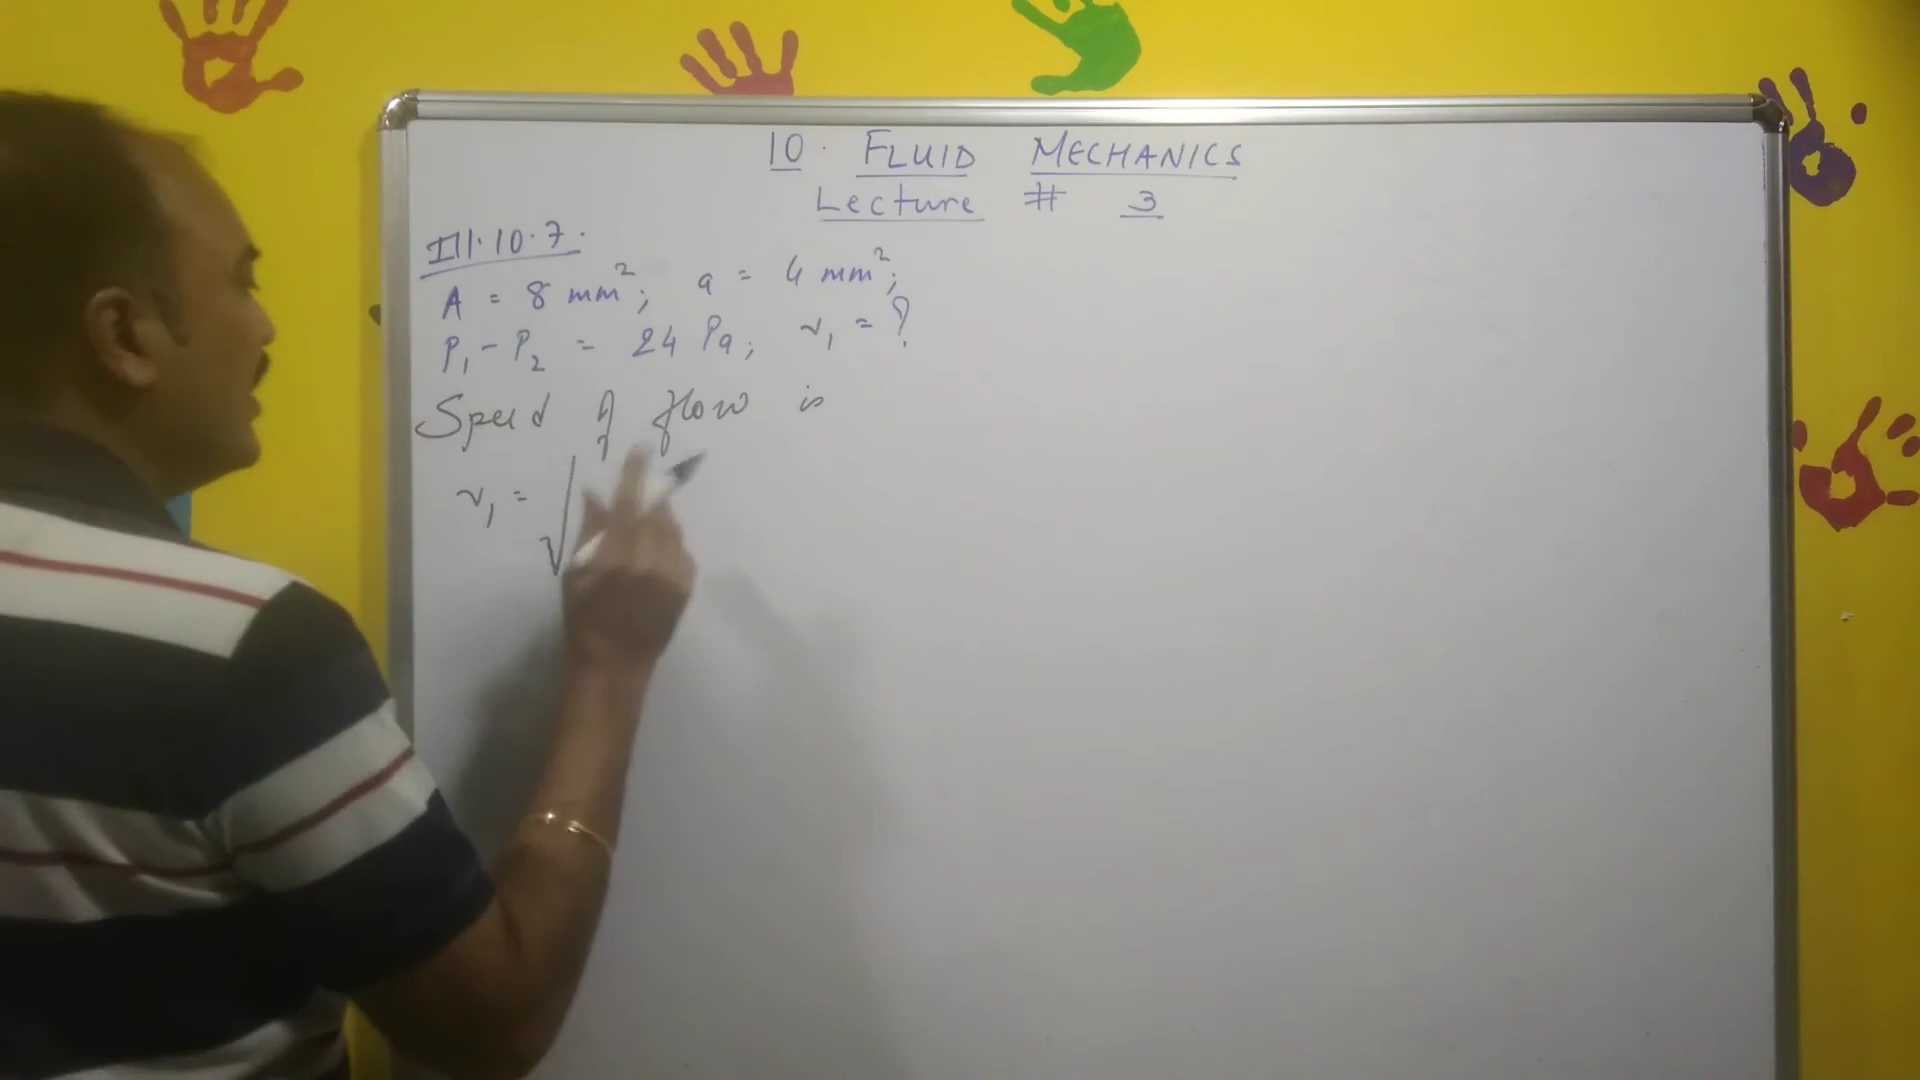 10. FLUID MECHANICS
Lecture # 3
Ill.10.7.
A = 8 mm²; a = 4 mm²;
P₁ - P₂ = 24 Pa; v₁ = ?
Speed of flow is
v₁ = √